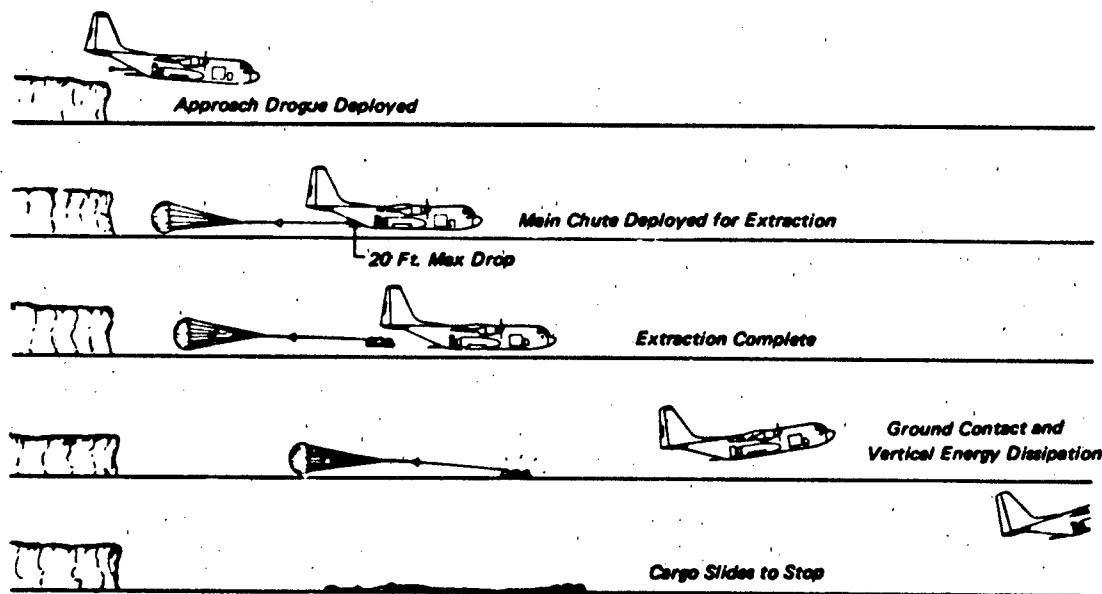 Approach Drogue Deployed
Main Chute Deployed for Extraction
20 Ft. Max Drop
Extraction Complete
Ground Contact and
Vertical Energy Dissipation
Cargo Slides to Stop